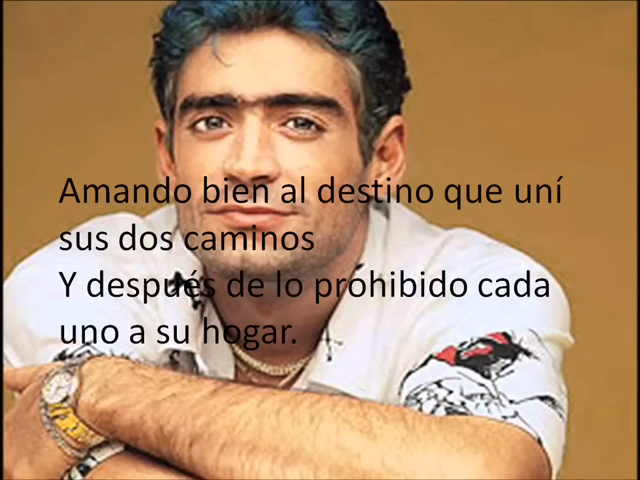 Amando bien al destino que uní
sus dos caminos
Y después de lo prohibido cada
uno a su hogar.